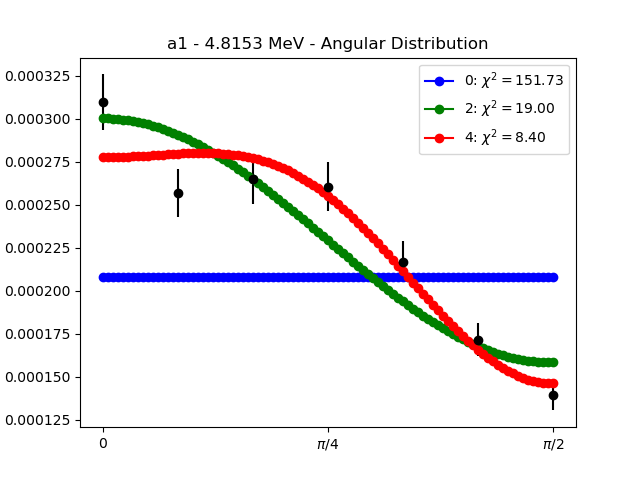 a1 - 4.8153 MeV - Angular Distribution
0.000325
0.000300
0.000275
0.000250
0.000225
0.000200
0.000175
0.000150
0.000125
0: χ² = 151.73
2: χ² = 19.00
4: χ² = 8.40
0
π/4
π/2